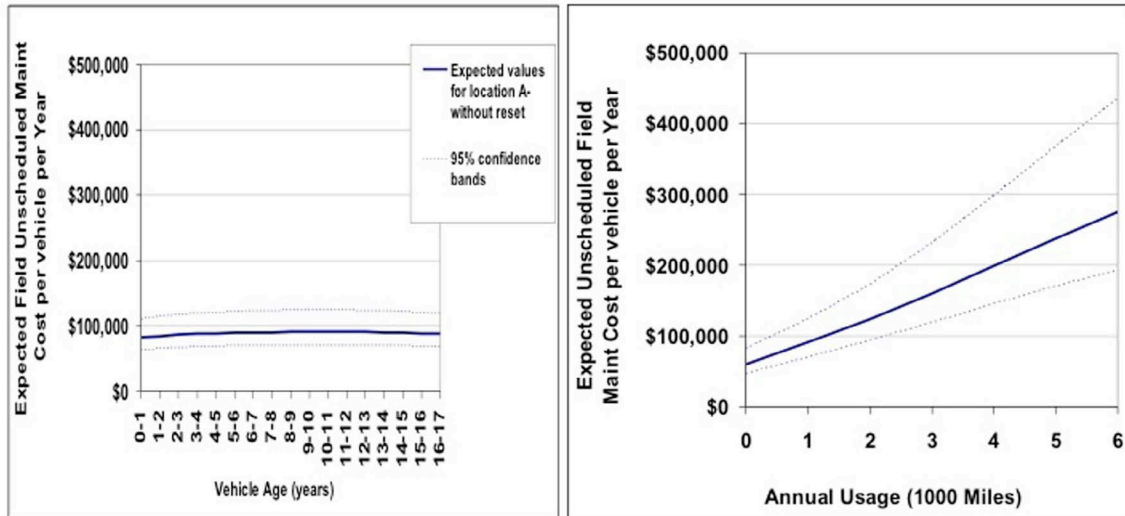 Expected Field Unscheduled Maint
Cost per vehicle per Year
$500,000
$400,000
$300,000
$200,000
$100,000
$0
Expected values
for location A-
without reset
95% confidence
bands
0-1
1-2
2-3
3-4
4-5
5-6
6-7
7-8
8-9
9-10
10-11
11-12
12-13
13-14
14-15
15-16
16-17
Vehicle Age (years)
Expected Unscheduled Field
Maint Cost per vehicle per Year
$500,000
$400,000
$300,000
$200,000
$100,000
$0
0 1 2 3 4 5 6
Annual Usage (1000 Miles)